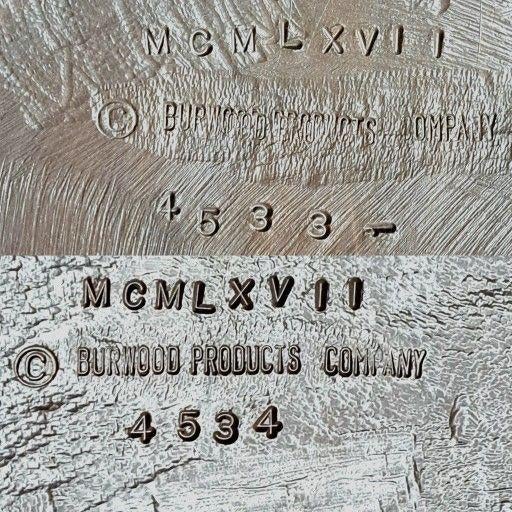 MCMLXVII
© BURWOOD PRODUCTS COMPANY
4533-
MCMLXVII
© BURWOOD PRODUCTS COMPANY
4534